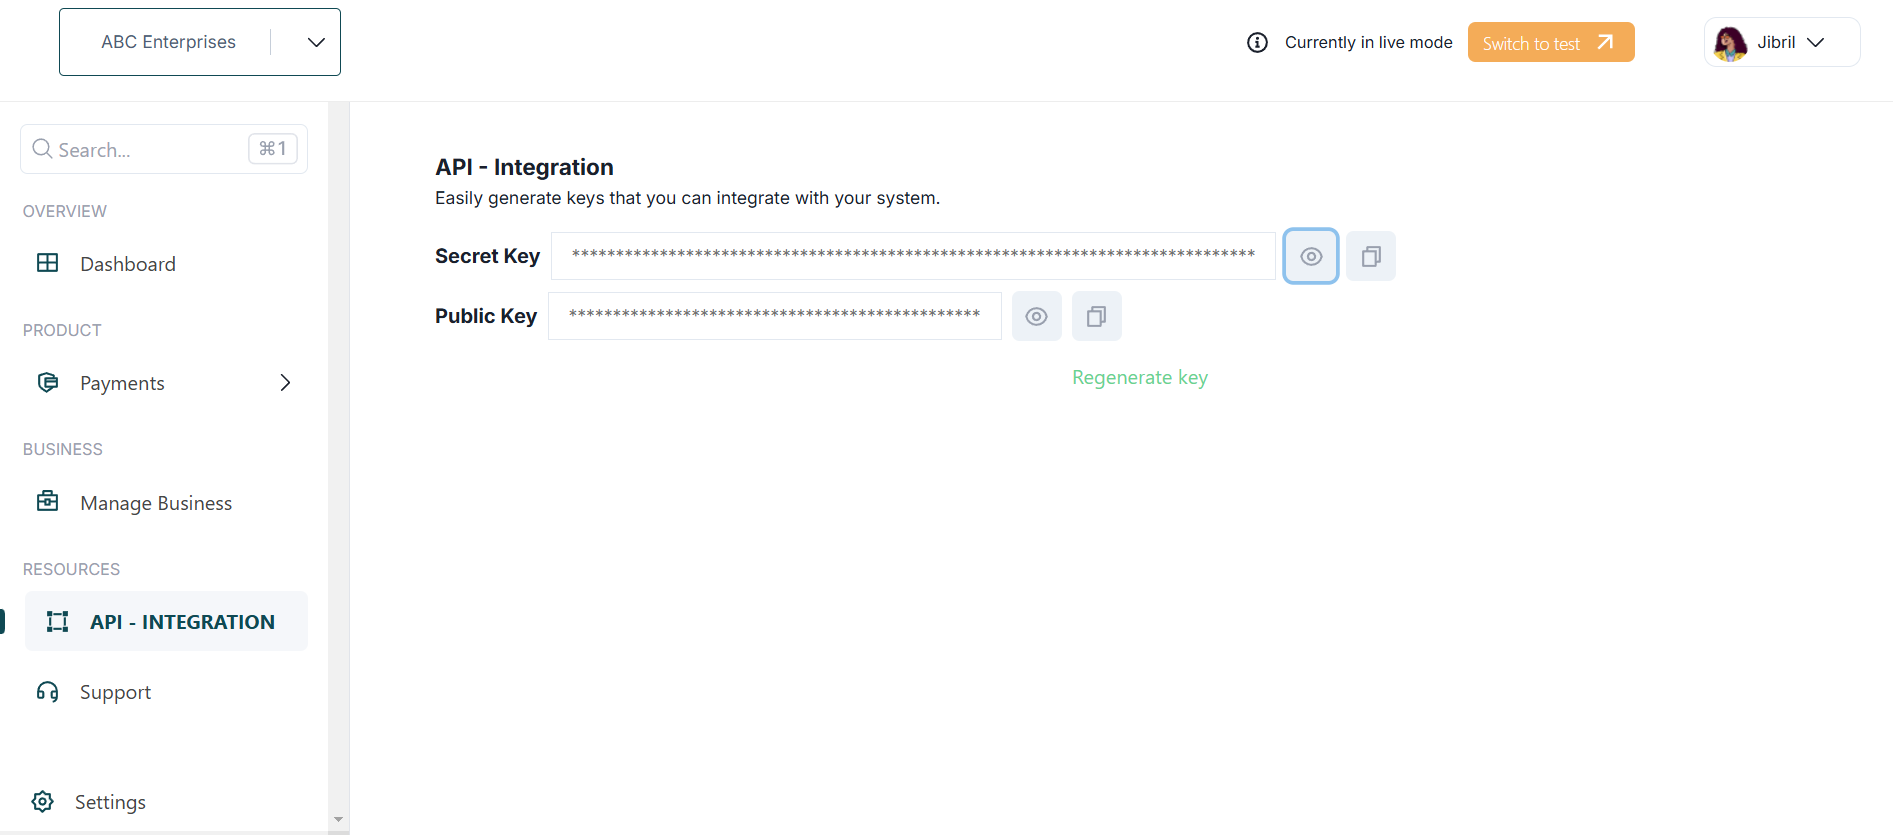 ABC Enterprises
Currently in live mode
Switch to test
Jibril
Search...
⌘1
OVERVIEW
Dashboard
PRODUCT
Payments
BUSINESS
Manage Business
RESOURCES
API - INTEGRATION
Support
Settings
API - Integration
Easily generate keys that you can integrate with your system.
Secret Key ******************************************************************************
Public Key ***********************************************
Regenerate key